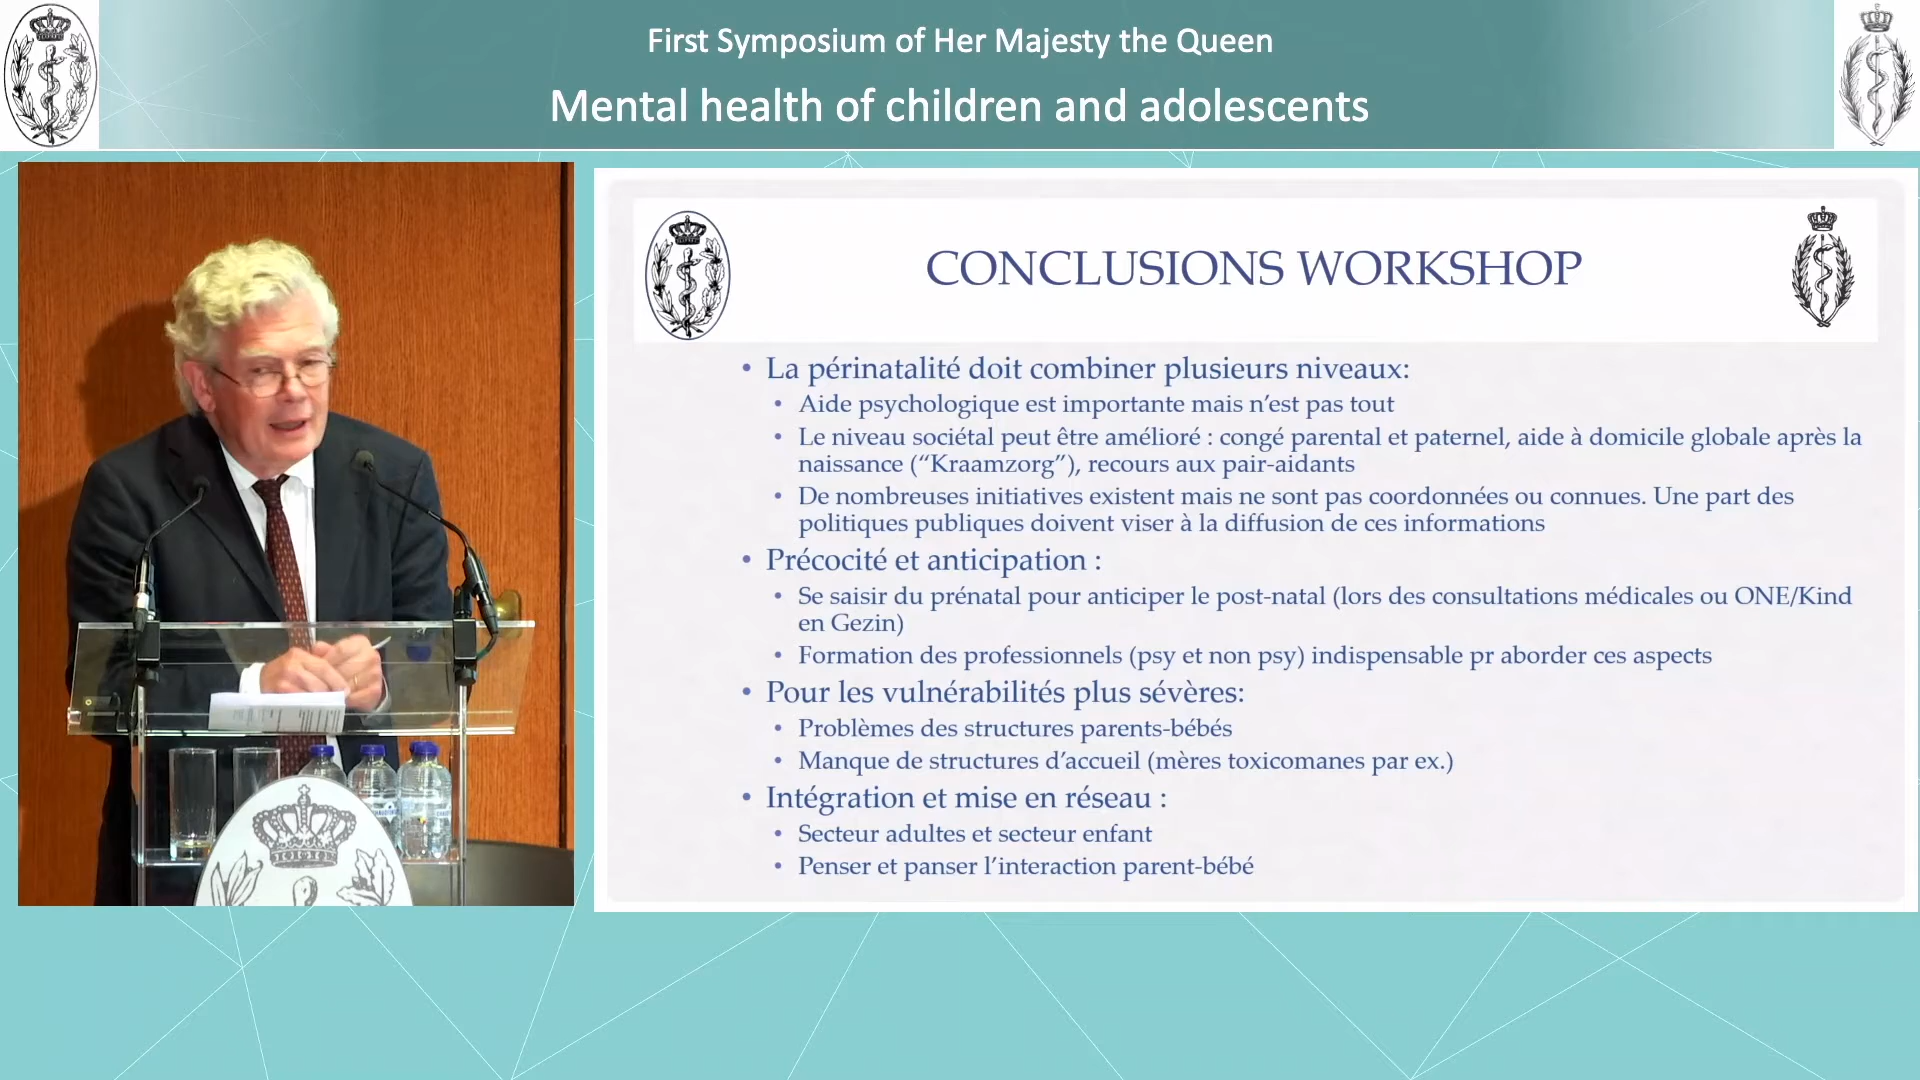 First Symposium of Her Majesty the Queen
Mental health of children and adolescents
CONCLUSIONS WORKSHOP
• La périnatalité doit combiner plusieurs niveaux:
• Aide psychologique est importante mais n’est pas tout
• Le niveau sociétal peut être amélioré : congé parental et paternel, aide à domicile globale après la
naissance (“Kraamzorg”), recours aux pair-aidants
• De nombreuses initiatives existent mais ne sont pas coordonnées ou connues. Une part des
politiques publiques doivent viser à la diffusion de ces informations
• Précocité et anticipation :
• Se saisir du prénatal pour anticiper le post-natal (lors des consultations médicales ou ONE/Kind
en Gezin)
• Formation des professionnels (psy et non psy) indispensable pr aborder ces aspects
• Pour les vulnérabilités plus sévères:
• Problèmes des structures parents-bébés
• Manque de structures d’accueil (mères toxicomanes par ex.)
• Intégration et mise en réseau :
• Secteur adultes et secteur enfant
• Penser et panser l’interaction parent-bébé